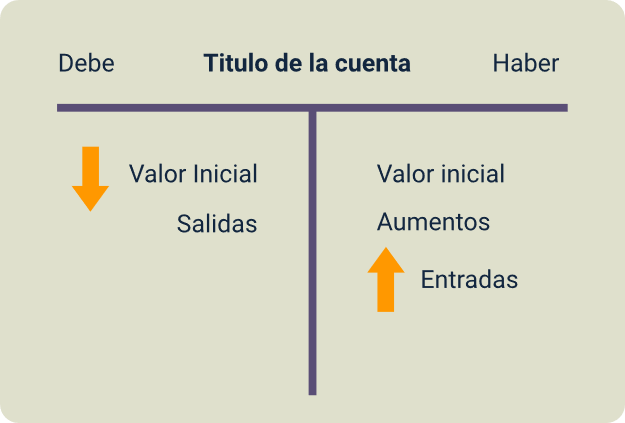 Debe Titulo de la cuenta Haber
Valor Inicial Valor inicial
Salidas Aumentos
Entradas